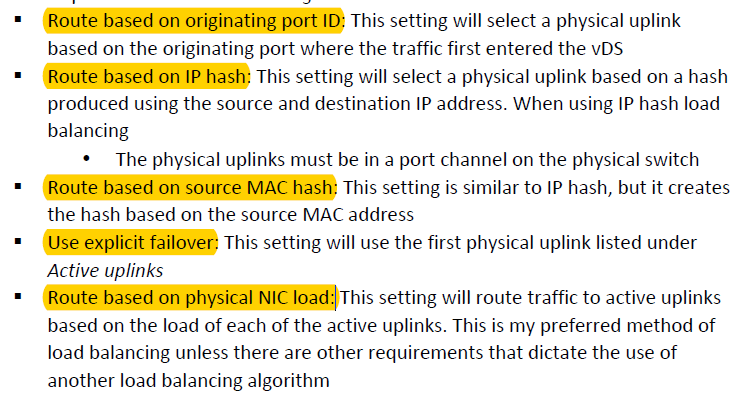 ▪ Route based on originating port ID: This setting will select a physical uplink
based on the originating port where the traffic first entered the vDS
▪ Route based on IP hash: This setting will select a physical uplink based on a hash
produced using the source and destination IP address. When using IP hash load
balancing
• The physical uplinks must be in a port channel on the physical switch
▪ Route based on source MAC hash: This setting is similar to IP hash, but it creates
the hash based on the source MAC address
▪ Use explicit failover: This setting will use the first physical uplink listed under
Active uplinks
▪ Route based on physical NIC load: This setting will route traffic to active uplinks
based on the load of each of the active uplinks. This is my preferred method of
load balancing unless there are other requirements that dictate the use of
another load balancing algorithm